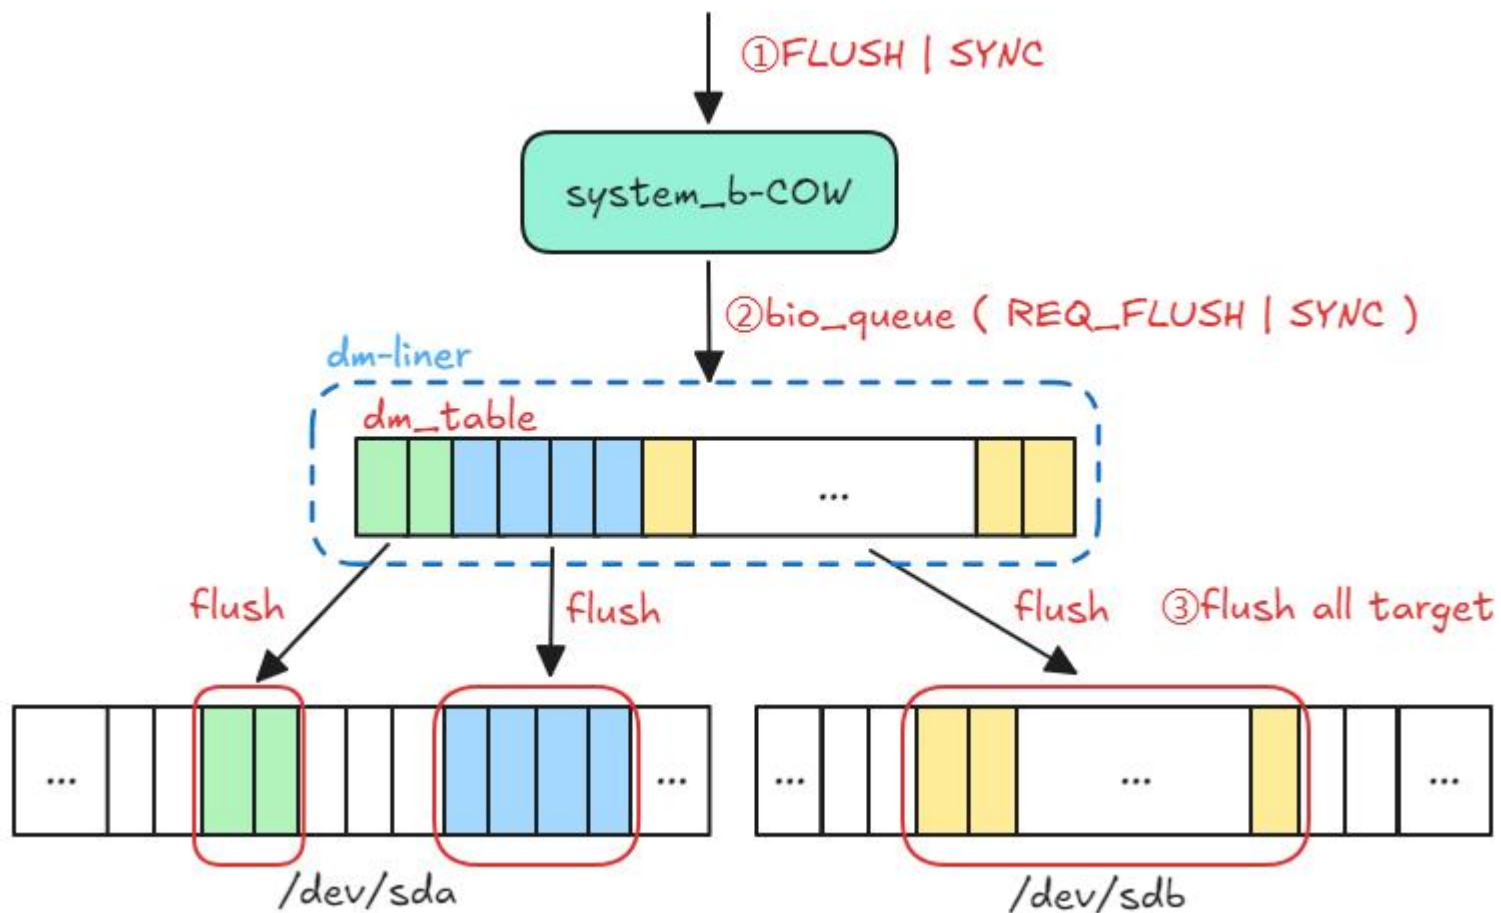 ①FLUSH | SYNC
system_b-COW
②bio_queue ( REQ_FLUSH | SYNC )
dm-liner
dm_table
...
flush
flush
flush
③flush all target
...
...
...
...
...
/dev/sda
/dev/sdb